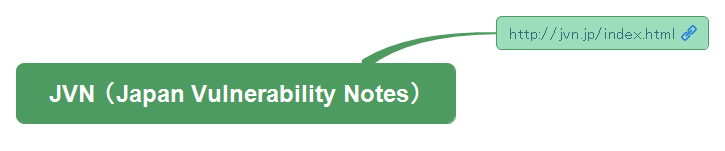 http://jvn.jp/index.html
JVN（Japan Vulnerability Notes）